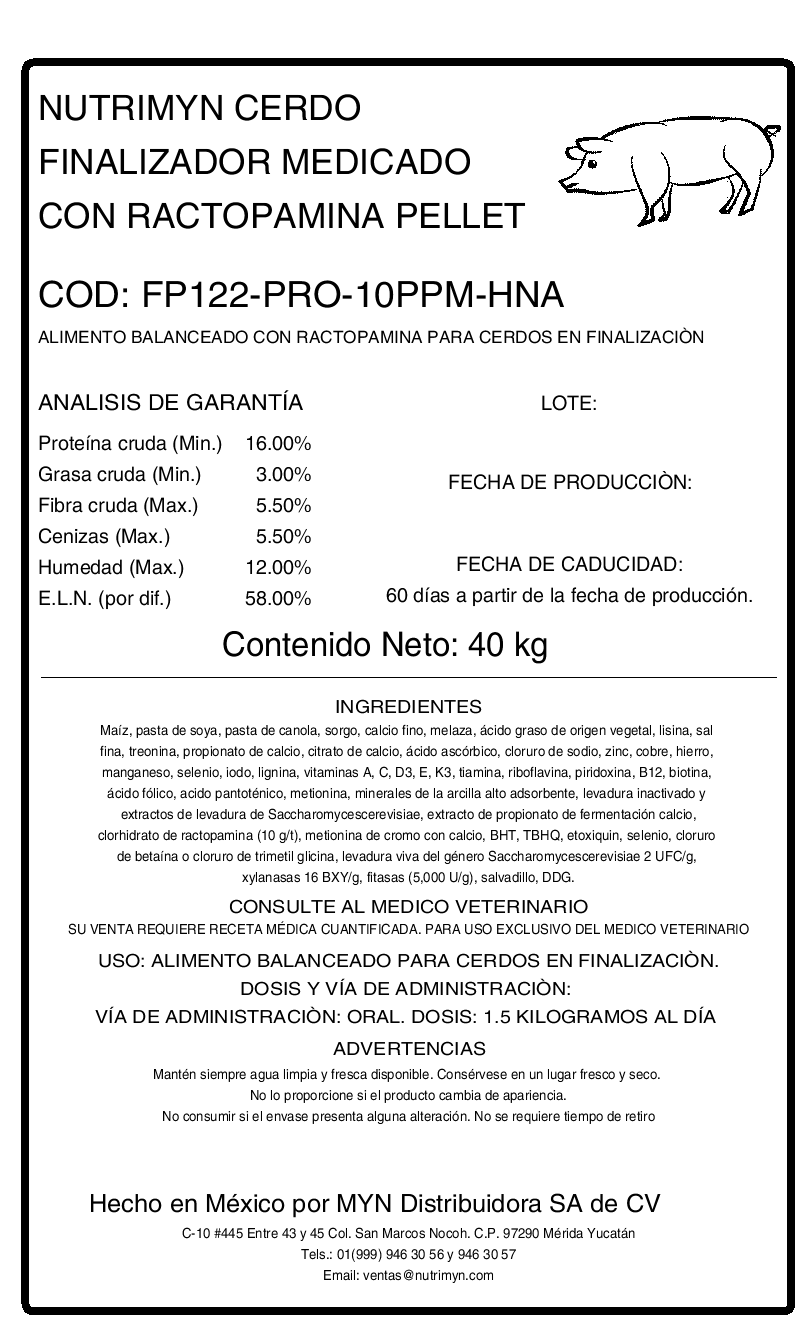 NUTRIMYN CERDO
FINALIZADOR MEDICADO
CON RACTOPAMINA PELLET
COD: FP122-PRO-10PPM-HNA
ALIMENTO BALANCEADO CON RACTOPAMINA PARA CERDOS EN FINALIZACIÒN
ANALISIS DE GARANTÍA
Proteína cruda (Min.) 16.00%
Grasa cruda (Min.) 3.00%
Fibra cruda (Max.) 5.50%
Cenizas (Max.) 5.50%
Humedad (Max.) 12.00%
E.L.N. (por dif.) 58.00%
LOTE:
FECHA DE PRODUCCIÒN:
FECHA DE CADUCIDAD:
60 días a partir de la fecha de producción.
Contenido Neto: 40 kg
INGREDIENTES
Maíz, pasta de soya, pasta de canola, sorgo, calcio fino, melaza, ácido graso de origen vegetal, lisina, sal
fina, treonina, propionato de calcio, citrato de calcio, ácido ascórbico, cloruro de sodio, zinc, cobre, hierro,
manganeso, selenio, iodo, lignina, vitaminas A, C, D3, E, K3, tiamina, riboflavina, piridoxina, B12, biotina,
ácido fólico, acido pantoténico, metionina, minerales de la arcilla alto adsorbente, levadura inactivado y
extractos de levadura de Saccharomycescerevisiae, extracto de propionato de fermentación calcio,
clorhidrato de ractopamina (10 g/t), metionina de cromo con calcio, BHT, TBHQ, etoxiquin, selenio, cloruro
de betaína o cloruro de trimetil glicina, levadura viva del género Saccharomycescerevisiae 2 UFC/g,
xylanasas 16 BXY/g, fitasas (5,000 U/g), salvadillo, DDG.
CONSULTE AL MEDICO VETERINARIO
SU VENTA REQUIERE RECETA MÉDICA CUANTIFICADA. PARA USO EXCLUSIVO DEL MEDICO VETERINARIO
USO: ALIMENTO BALANCEADO PARA CERDOS EN FINALIZACIÒN.
DOSIS Y VÍA DE ADMINISTRACIÒN:
VÍA DE ADMINISTRACIÒN: ORAL. DOSIS: 1.5 KILOGRAMOS AL DÍA
ADVERTENCIAS
Mantén siempre agua limpia y fresca disponible. Consérvese en un lugar fresco y seco.
No lo proporcione si el producto cambia de apariencia.
No consumir si el envase presenta alguna alteración. No se requiere tiempo de retiro
Hecho en México por MYN Distribuidora SA de CV
C-10 #445 Entre 43 y 45 Col. San Marcos Nocoh. C.P. 97290 Mérida Yucatán
Tels.: 01(999) 946 30 56 y 946 30 57
Email: ventas@nutrimyn.com